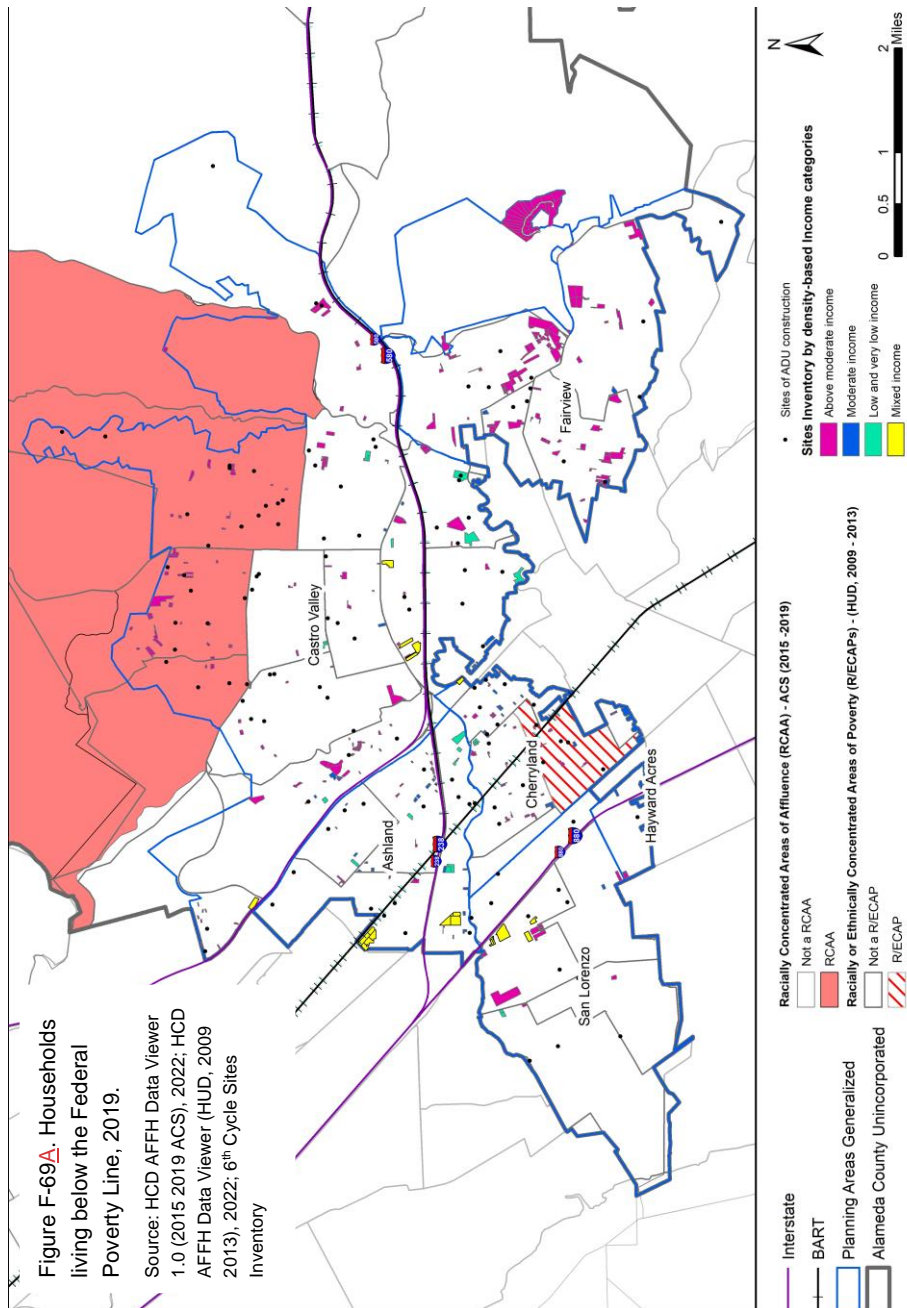 Figure F-69A. Households
living below the Federal
Poverty Line, 2019.
Source: HCD AFFH Data Viewer
1.0 (2015 2019 ACS), 2022; HCD
AFFH Data Viewer (HUD, 2009
2013), 2022; 6th Cycle Sites
Inventory
Castro Valley
Ashland
Cherryland
Fairview
Hayward Acres
San Lorenzo
580
238
238
880
Interstate
BART
Planning Areas Generalized
Alameda County Unincorporated
Racially Concentrated Areas of Affluence (RCAA) - ACS (2015 -2019)
Not a RCAA
RCAA
Racially or Ethnically Concentrated Areas of Poverty (R/ECAPs) - (HUD, 2009 - 2013)
Not a R/ECAP
R/ECAP
Sites of ADU construction
Sites Inventory by density-based Income categories
Above moderate income
Moderate income
Low and very low income
Mixed income
N
0 0.5 1 2
Miles